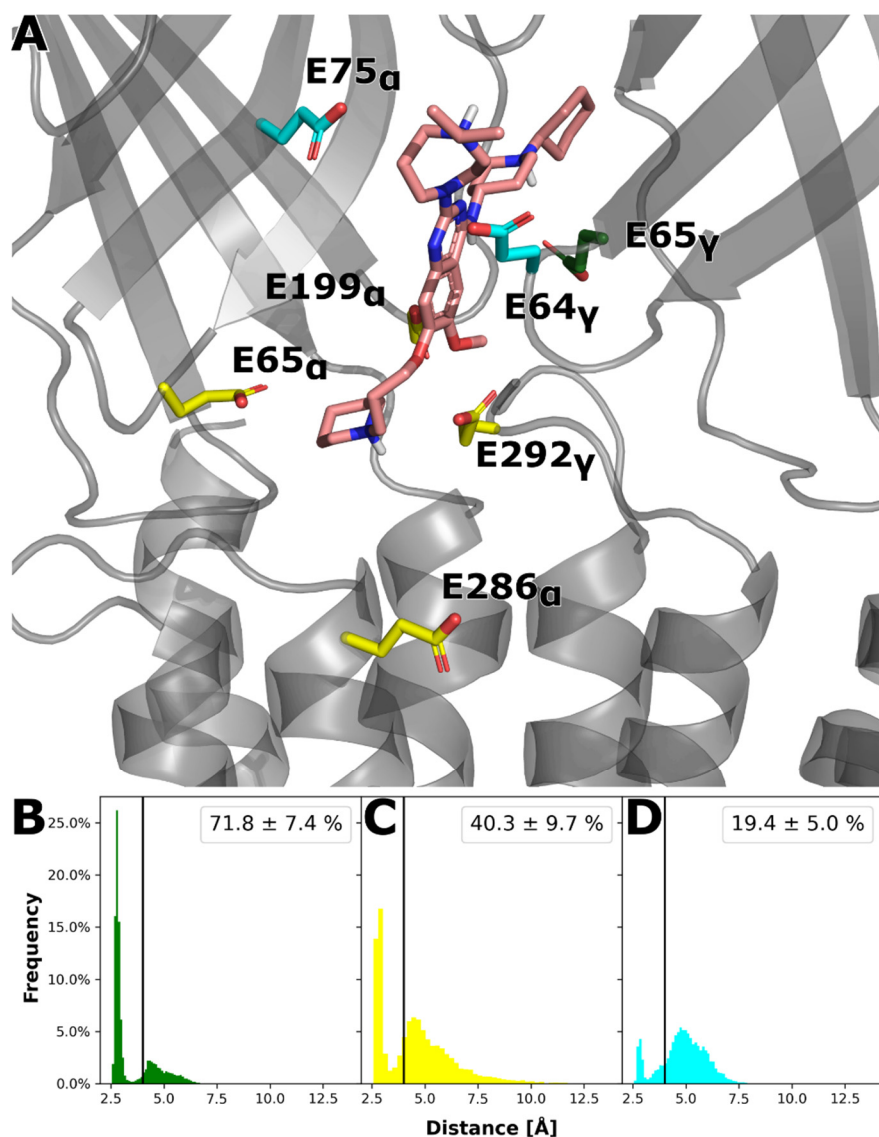 A
E75α
E65γ
E199α
E64γ
E65α
E292γ
E286α
B
71.8 ± 7.4 %
C
40.3 ± 9.7 %
D
19.4 ± 5.0 %
25.0%
20.0%
15.0%
10.0%
5.0%
0.0%
Frequency
2.5 5.0 7.5 10.0 12.5
2.5 5.0 7.5 10.0 12.5
2.5 5.0 7.5 10.0 12.5
Distance [Å]